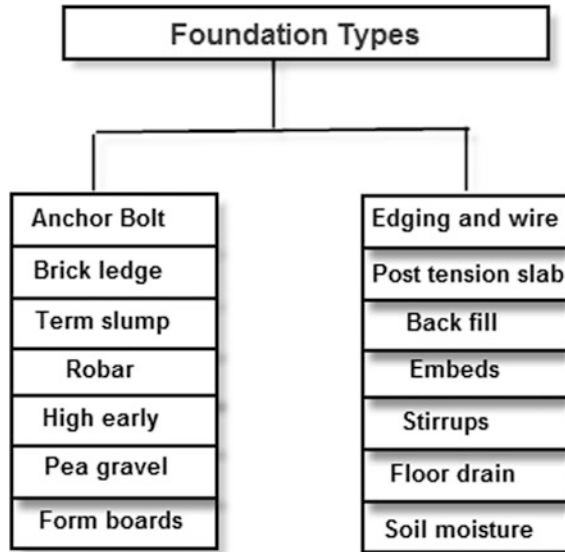 Foundation Types
Anchor Bolt
Brick ledge
Term slump
Robar
High early
Pea gravel
Form boards
Edging and wire
Post tension slab
Back fill
Embeds
Stirrups
Floor drain
Soil moisture